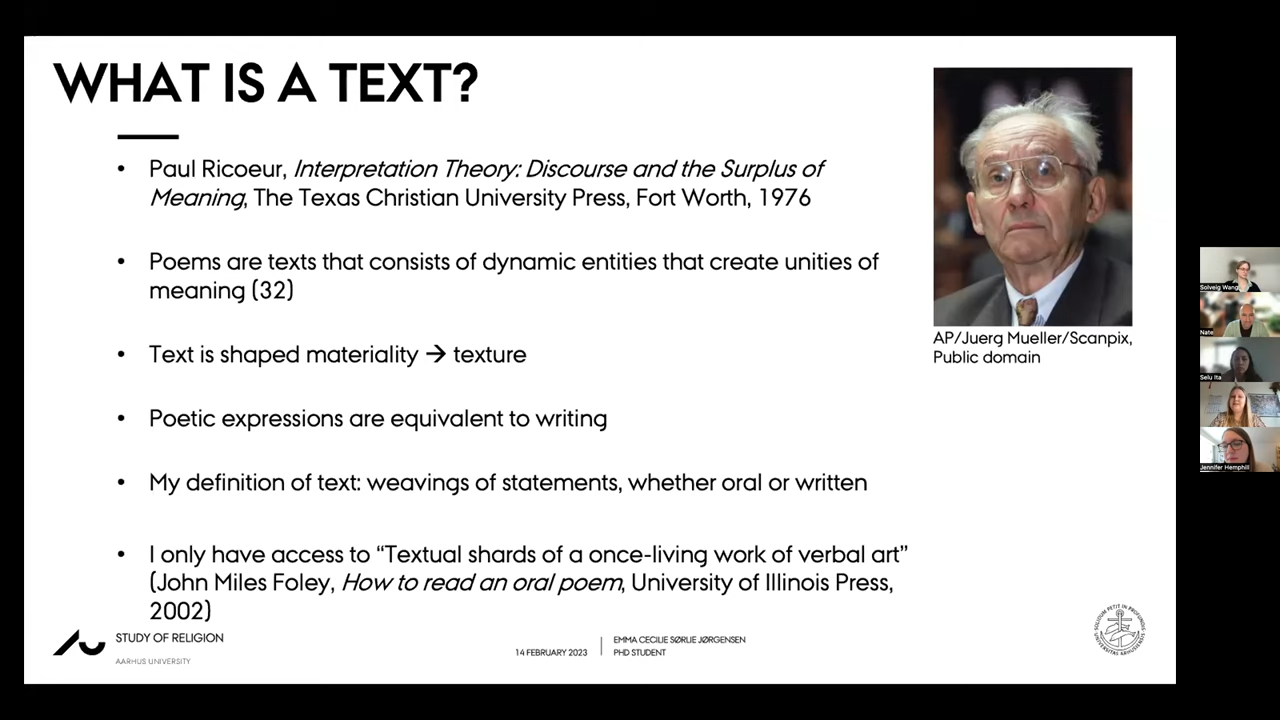 WHAT IS A TEXT?
• Paul Ricoeur, Interpretation Theory: Discourse and the Surplus of
Meaning, The Texas Christian University Press, Fort Worth, 1976
• Poems are texts that consists of dynamic entities that create unities of
meaning (32)
• Text is shaped materiality → texture
• Poetic expressions are equivalent to writing
• My definition of text: weavings of statements, whether oral or written
• I only have access to “Textual shards of a once-living work of verbal art”
(John Miles Foley, How to read an oral poem, University of Illinois Press,
2002)
AP/Juerg Mueller/Scanpix,
Public domain
Solveig Wang
Nate
Selu Ita
Jennifer Hemphill
STUDY OF RELIGION
AARHUS UNIVERSITY
14 FEBRUARY 2023
EMMA CECILIE SØRLIE JØRGENSEN
PHD STUDENT